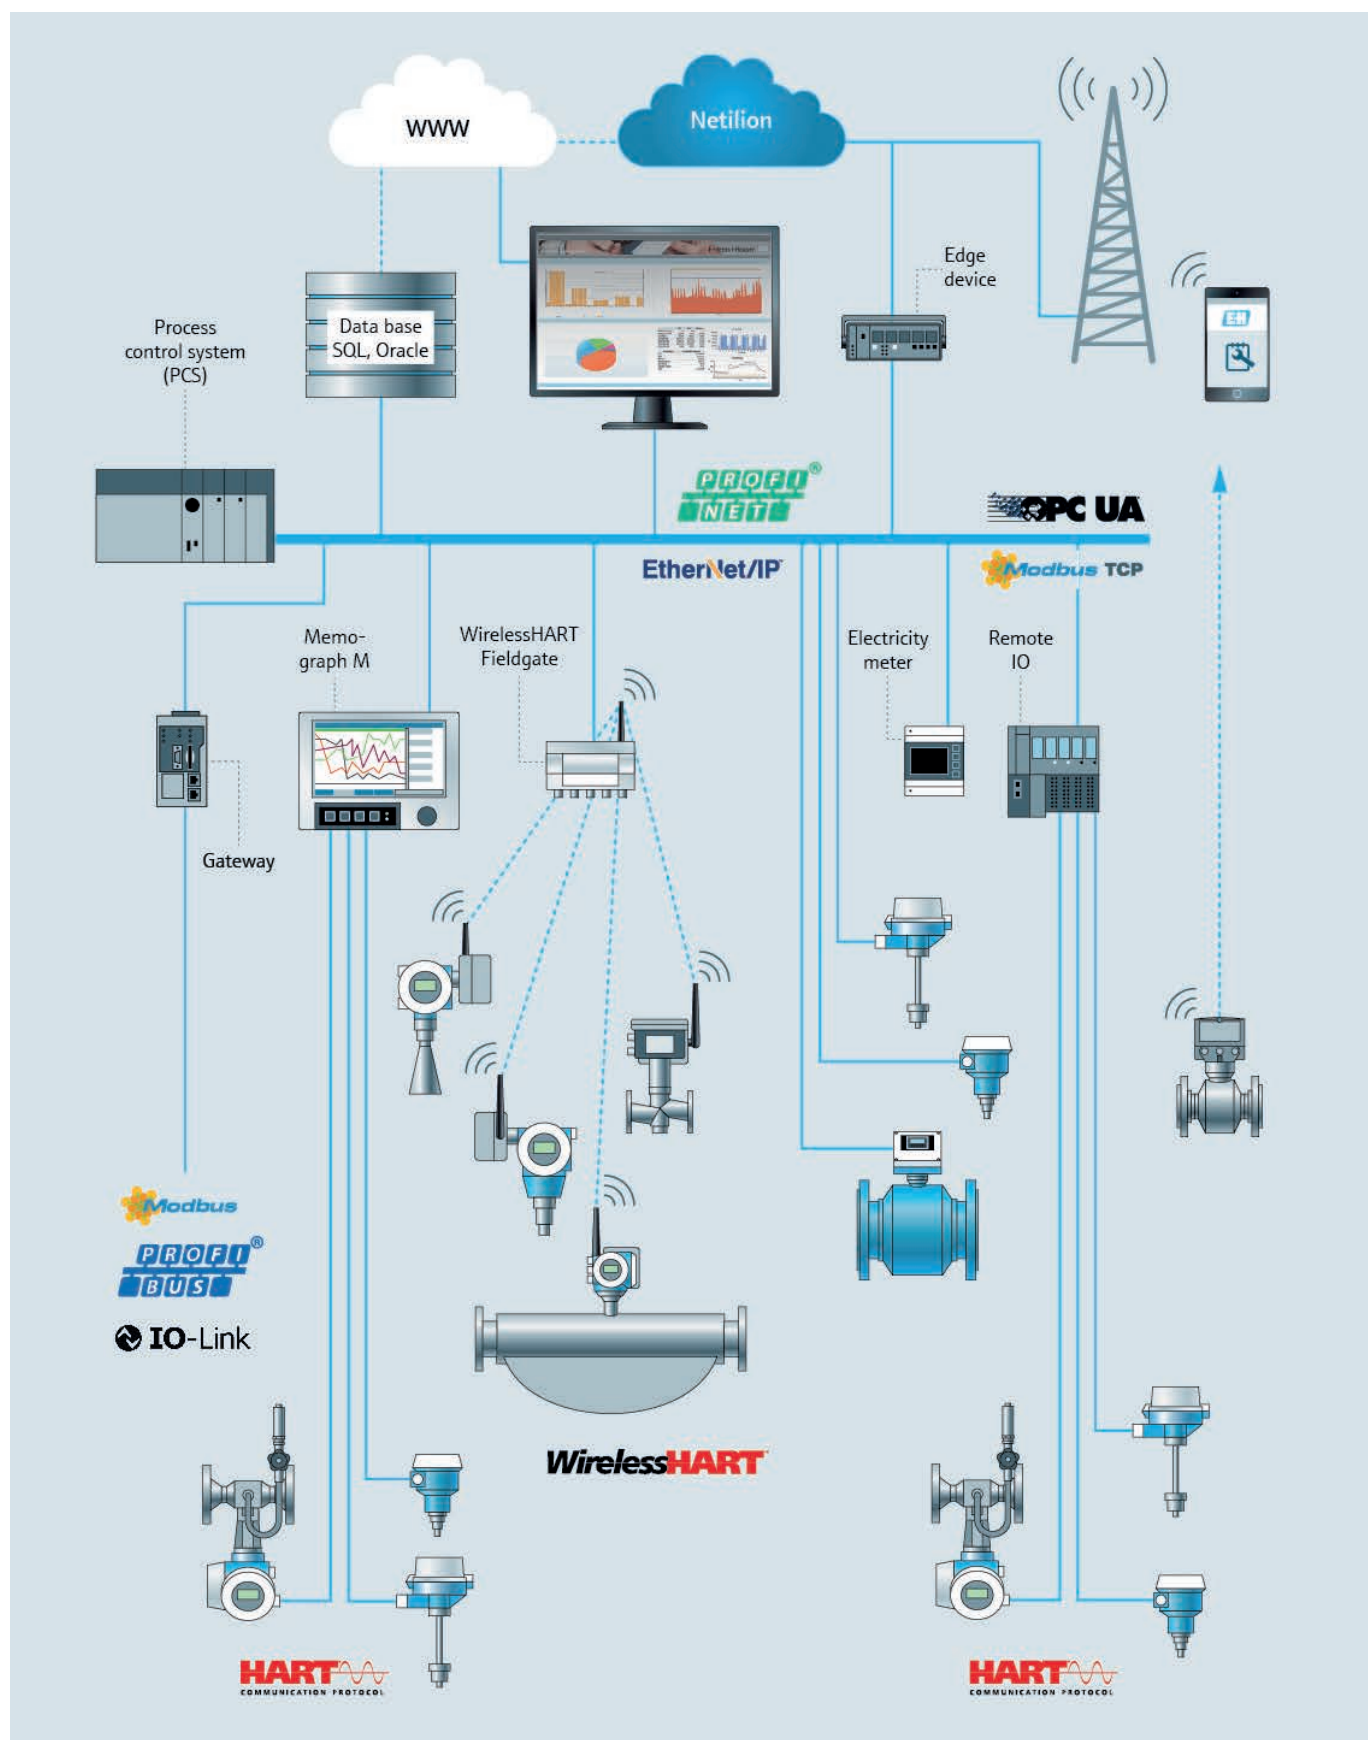 WWW
Netilion
Edge
device
Data base
SQL, Oracle
Process
control system
(PCS)
EH
PROFI®
NET
OPC UA
EtherNet/IP
Modbus TCP
Memo-
graph M
WirelessHART
Fieldgate
Electricity
meter
Remote
IO
Gateway
Modbus
PROFI®
BUS
IO-Link
WirelessHART
HART
COMMUNICATION PROTOCOL
HART
COMMUNICATION PROTOCOL